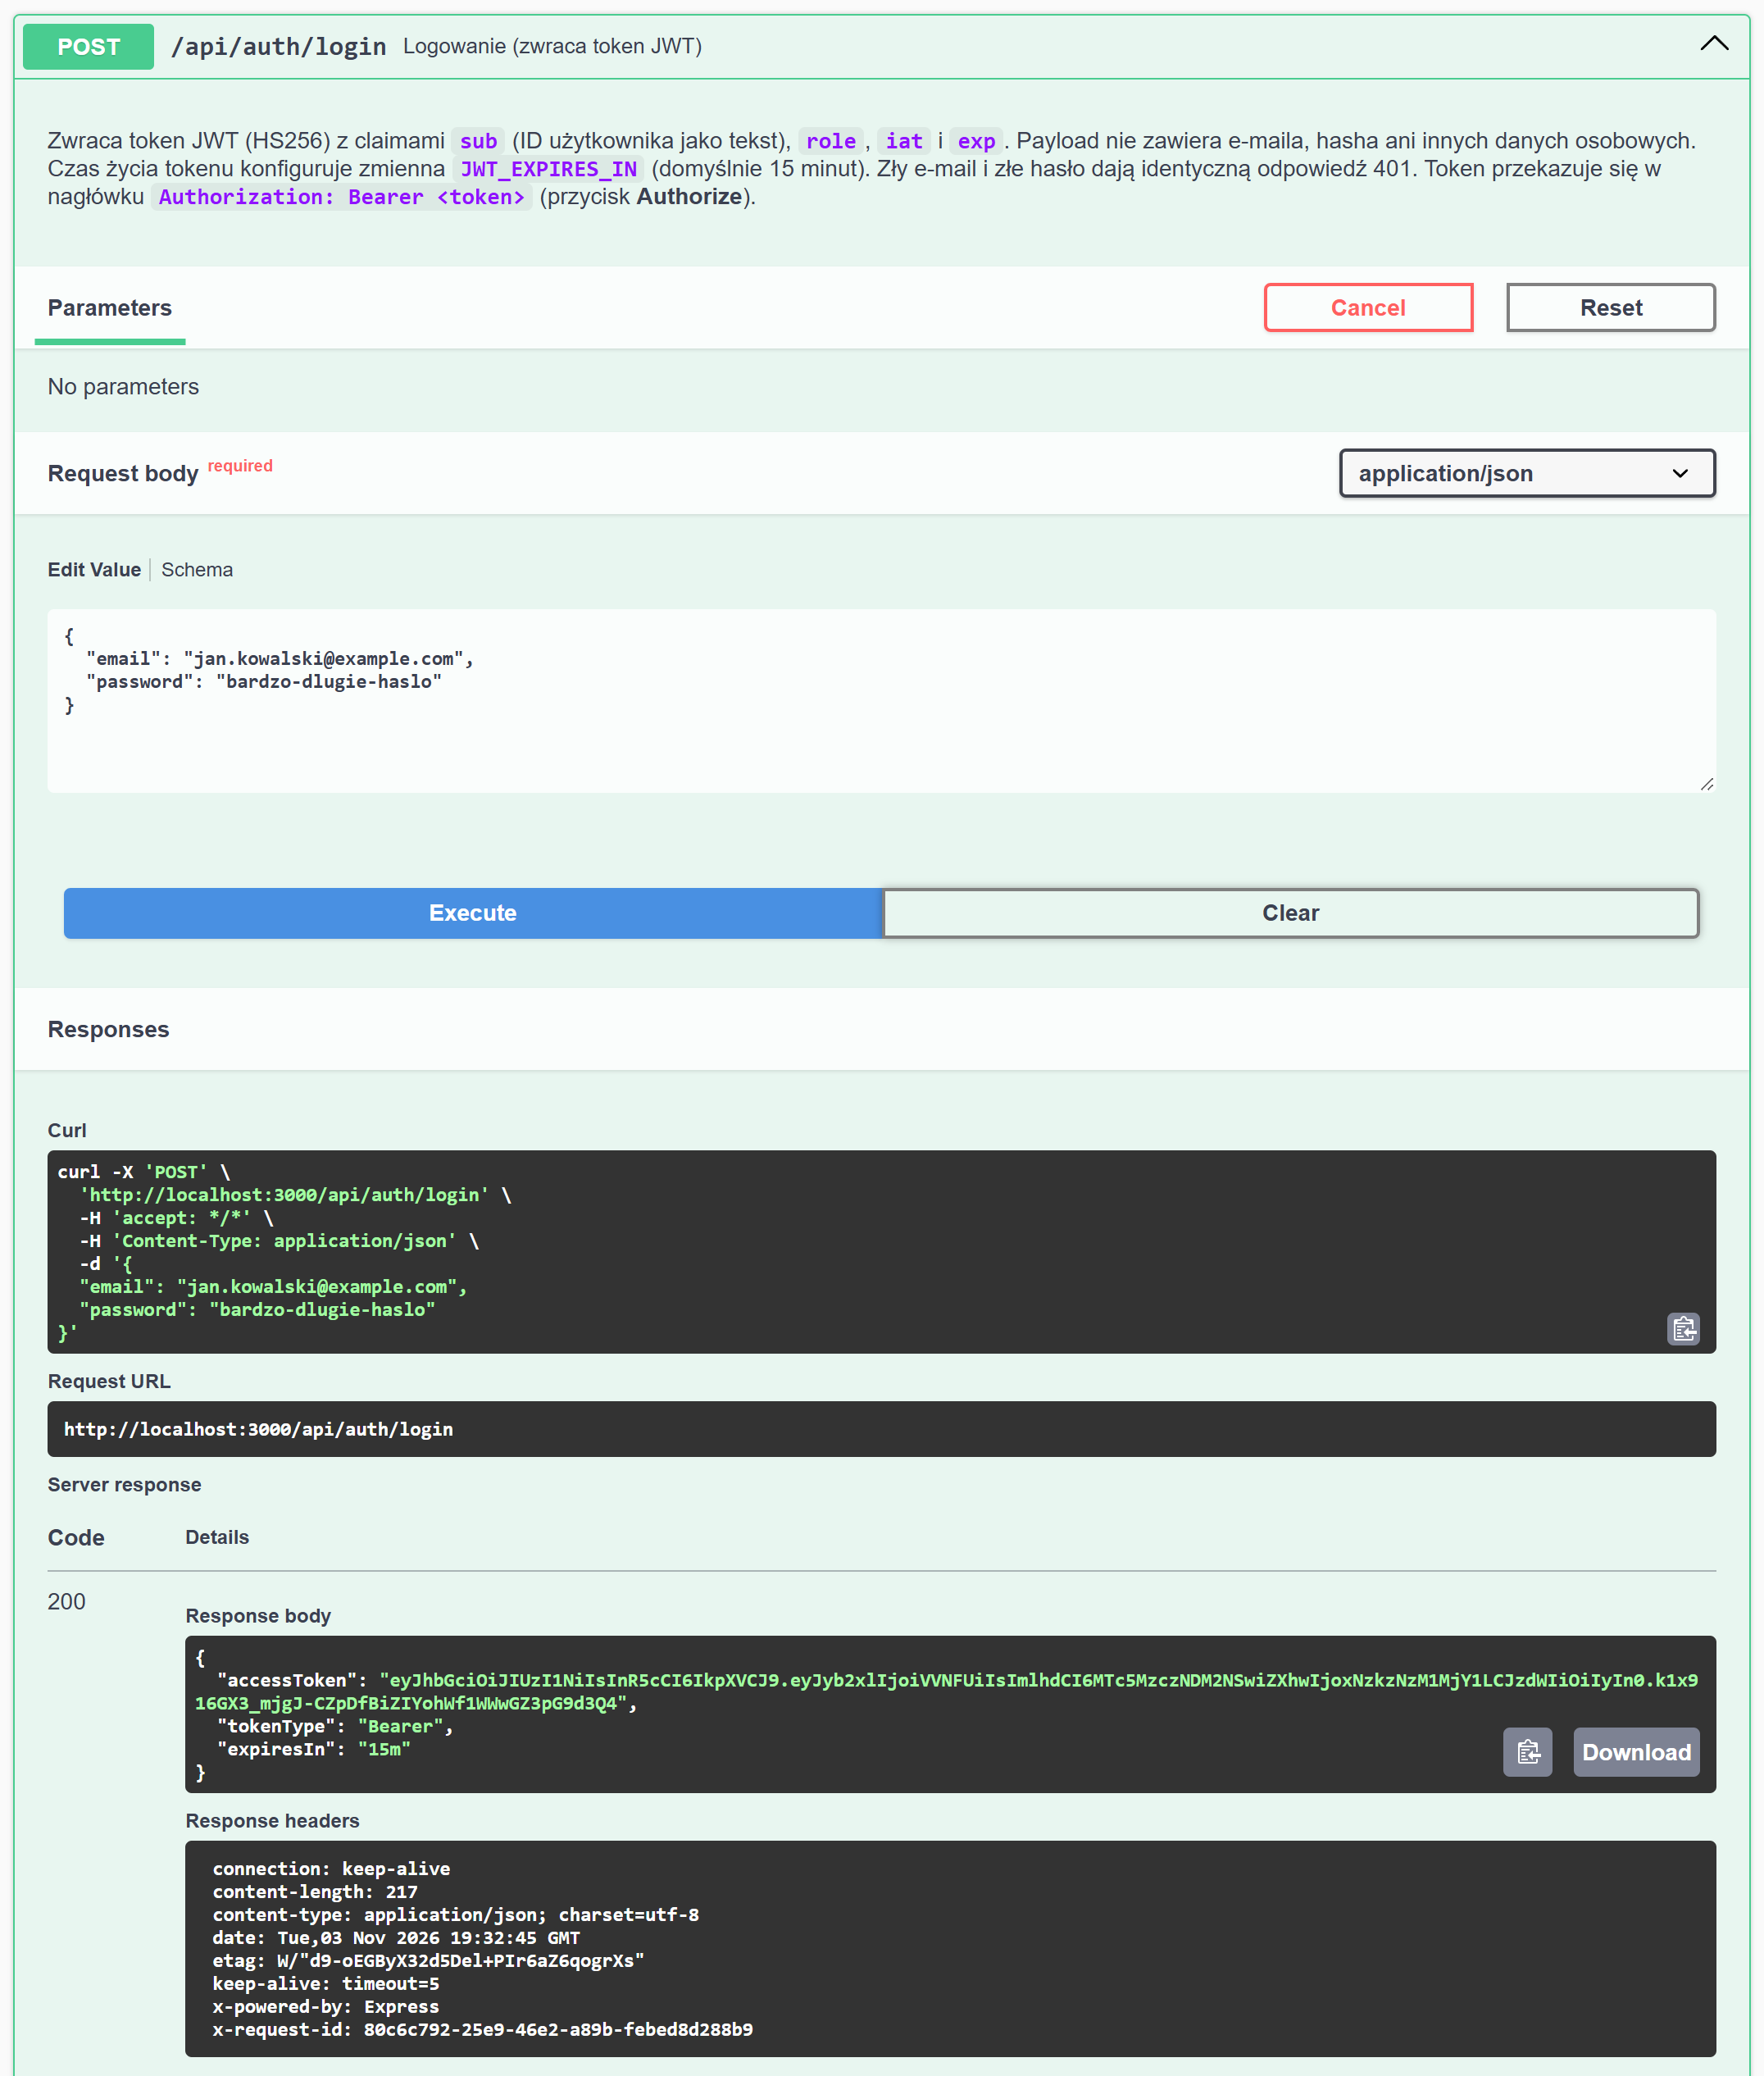 POST /api/auth/login Logowanie (zwraca token JWT)
Zwraca token JWT (HS256) z claimami sub (ID użytkownika jako tekst), role, iat i exp. Payload nie zawiera e-maila, hasha ani innych danych osobowych.
Czas życia tokenu konfiguruje zmienna JWT_EXPIRES_IN (domyślnie 15 minut). Zły e-mail i złe hasło dają identyczną odpowiedź 401. Token przekazuje się w
nagłówku Authorization: Bearer <token> (przycisk Authorize).
Parameters
Cancel
Reset
No parameters
Request body required
application/json
Edit Value
Schema
{
  "email": "jan.kowalski@example.com",
  "password": "bardzo-dlugie-haslo"
}
Execute
Clear
Responses
Curl
curl -X 'POST' \
  'http://localhost:3000/api/auth/login' \
  -H 'accept: */*' \
  -H 'Content-Type: application/json' \
  -d '{
  "email": "jan.kowalski@example.com",
  "password": "bardzo-dlugie-haslo"
}'
Request URL
http://localhost:3000/api/auth/login
Server response
Code Details
200
Response body
{
  "accessToken": "eyJhbGciOiJIUzI1NiIsInR5cCI6IkpXVCJ9.eyJyb2xlIjoiVVNFUiIsImlhdCI6MTc5MzczNDM2NSwiZXhwIjoxNzkzNzM1MjY1LCJzdWIiOiIyIn0.k1x9
16GX3_mjgJ-CZpDfBiZIYohWf1WWwGZ3pG9d3Q4",
  "tokenType": "Bearer",
  "expiresIn": "15m"
}
Download
Response headers
connection: keep-alive
content-length: 217
content-type: application/json; charset=utf-8
date: Tue,03 Nov 2026 19:32:45 GMT
etag: W/"d9-oEGByX32d5Del+PIr6aZ6qogrXs"
keep-alive: timeout=5
x-powered-by: Express
x-request-id: 80c6c792-25e9-46e2-a89b-febed8d288b9